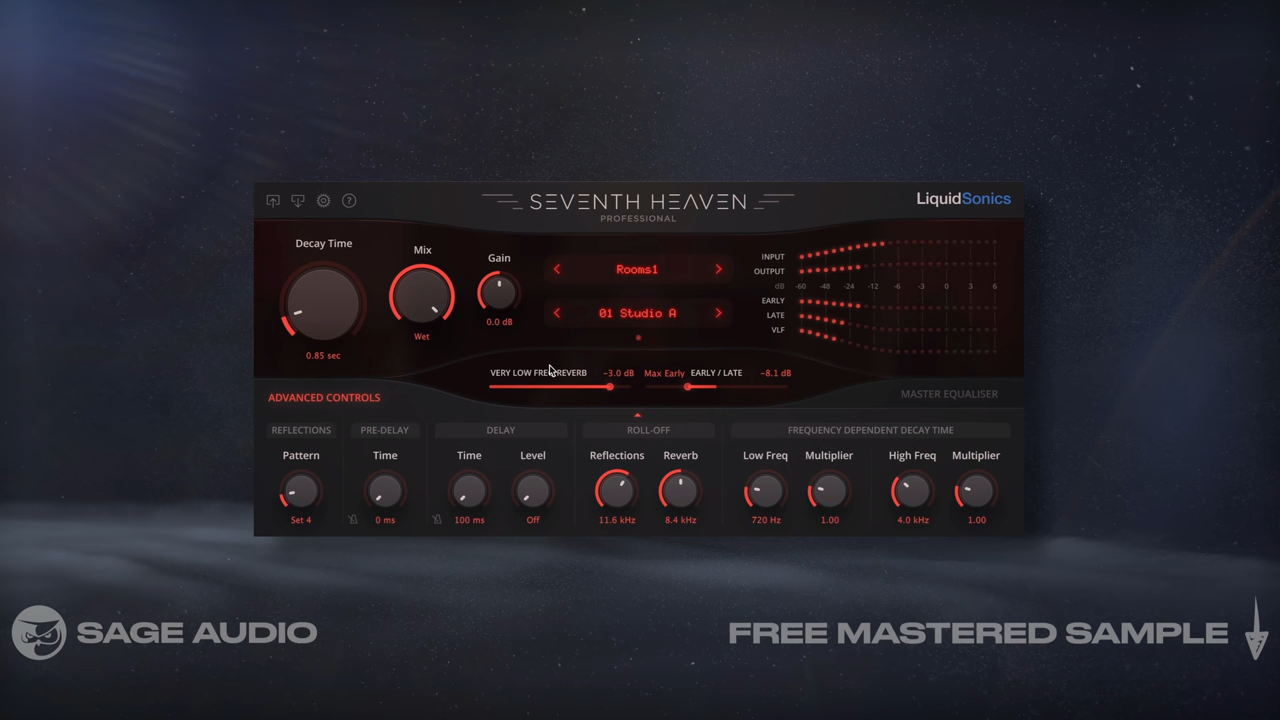 SEVENTH HEAVEN
PROFESSIONAL
LiquidSonics
Decay Time
0.85 sec
Mix
Wet
Gain
0.0 dB
Rooms1
01 Studio A
INPUT
OUTPUT
dB -60 -48 -24 -12 -6 -3 0 3 6
EARLY
LATE
VLF
VERY LOW FREQ REVERB -3.0 dB
Max Early EARLY / LATE -8.1 dB
ADVANCED CONTROLS
MASTER EQUALISER
REFLECTIONS PRE-DELAY DELAY ROLL-OFF FREQUENCY DEPENDENT DECAY TIME
Pattern Time Time Level Reflections Reverb Low Freq Multiplier High Freq Multiplier
Set 4 0 ms 100 ms Off 11.6 kHz 8.4 kHz 720 Hz 1.00 4.0 kHz 1.00
SAGE AUDIO
FREE MASTERED SAMPLE